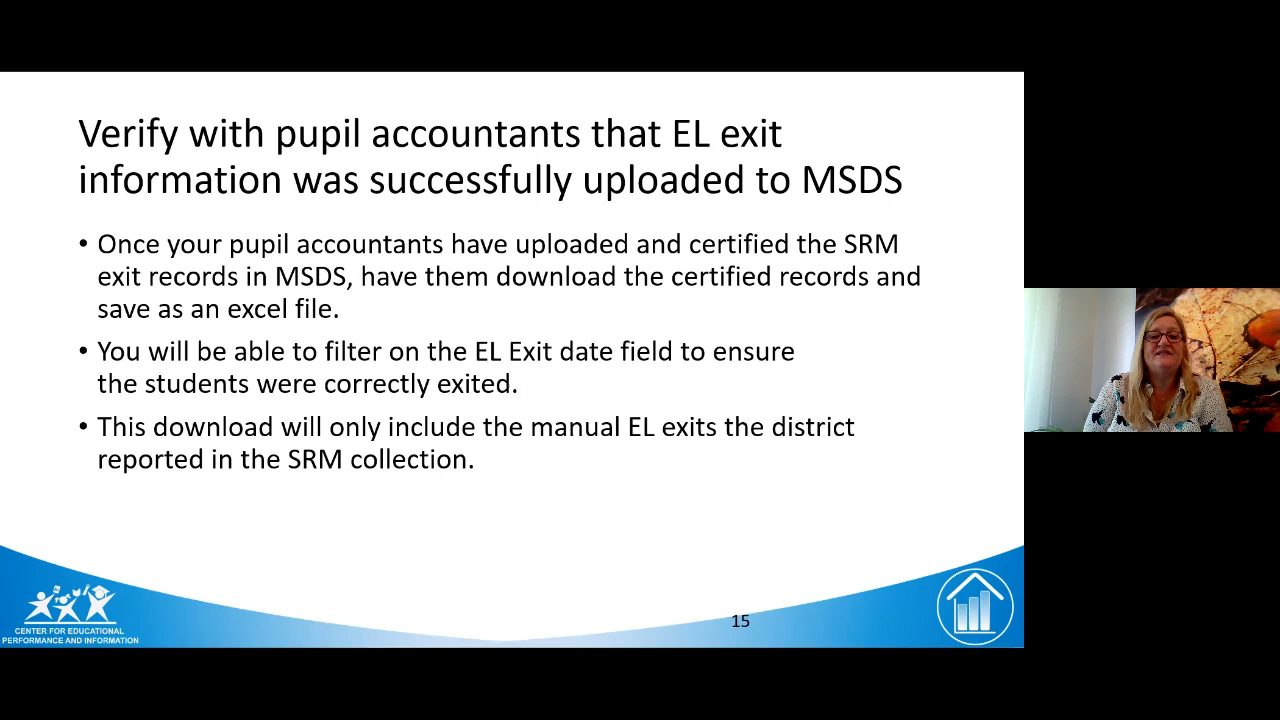 Verify with pupil accountants that EL exit
information was successfully uploaded to MSDS
• Once your pupil accountants have uploaded and certified the SRM
exit records in MSDS, have them download the certified records and
save as an excel file.
• You will be able to filter on the EL Exit date field to ensure
the students were correctly exited.
• This download will only include the manual EL exits the district
reported in the SRM collection.
CENTER FOR EDUCATIONAL
PERFORMANCE AND INFORMATION
15